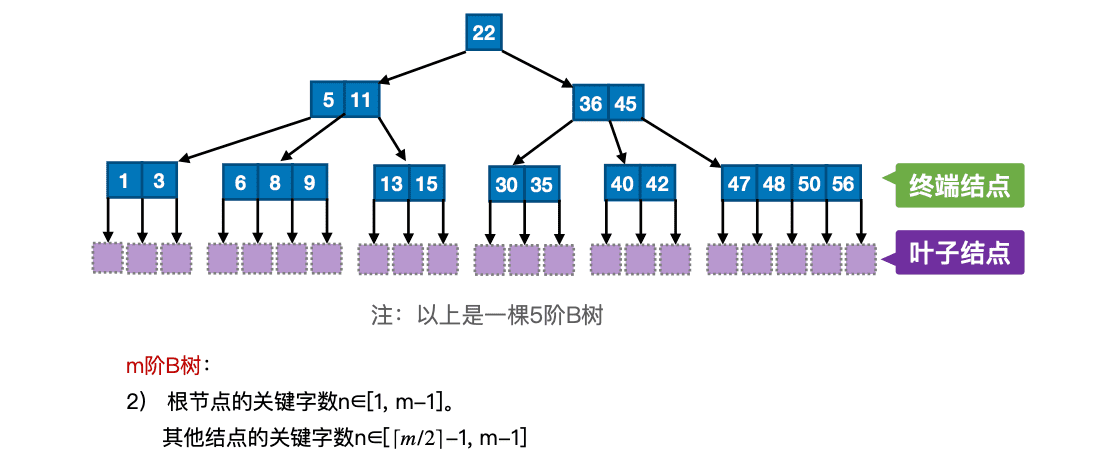 22
5 11
36 45
1 3
6 8 9
13 15
30 35
40 42
47 48 50 56
终端结点
叶子结点
注：以上是一棵5阶B树
m阶B树：
2) 根节点的关键字数n∈[1, m–1]。
其他结点的关键字数n∈[⌈m/2⌉–1, m–1]